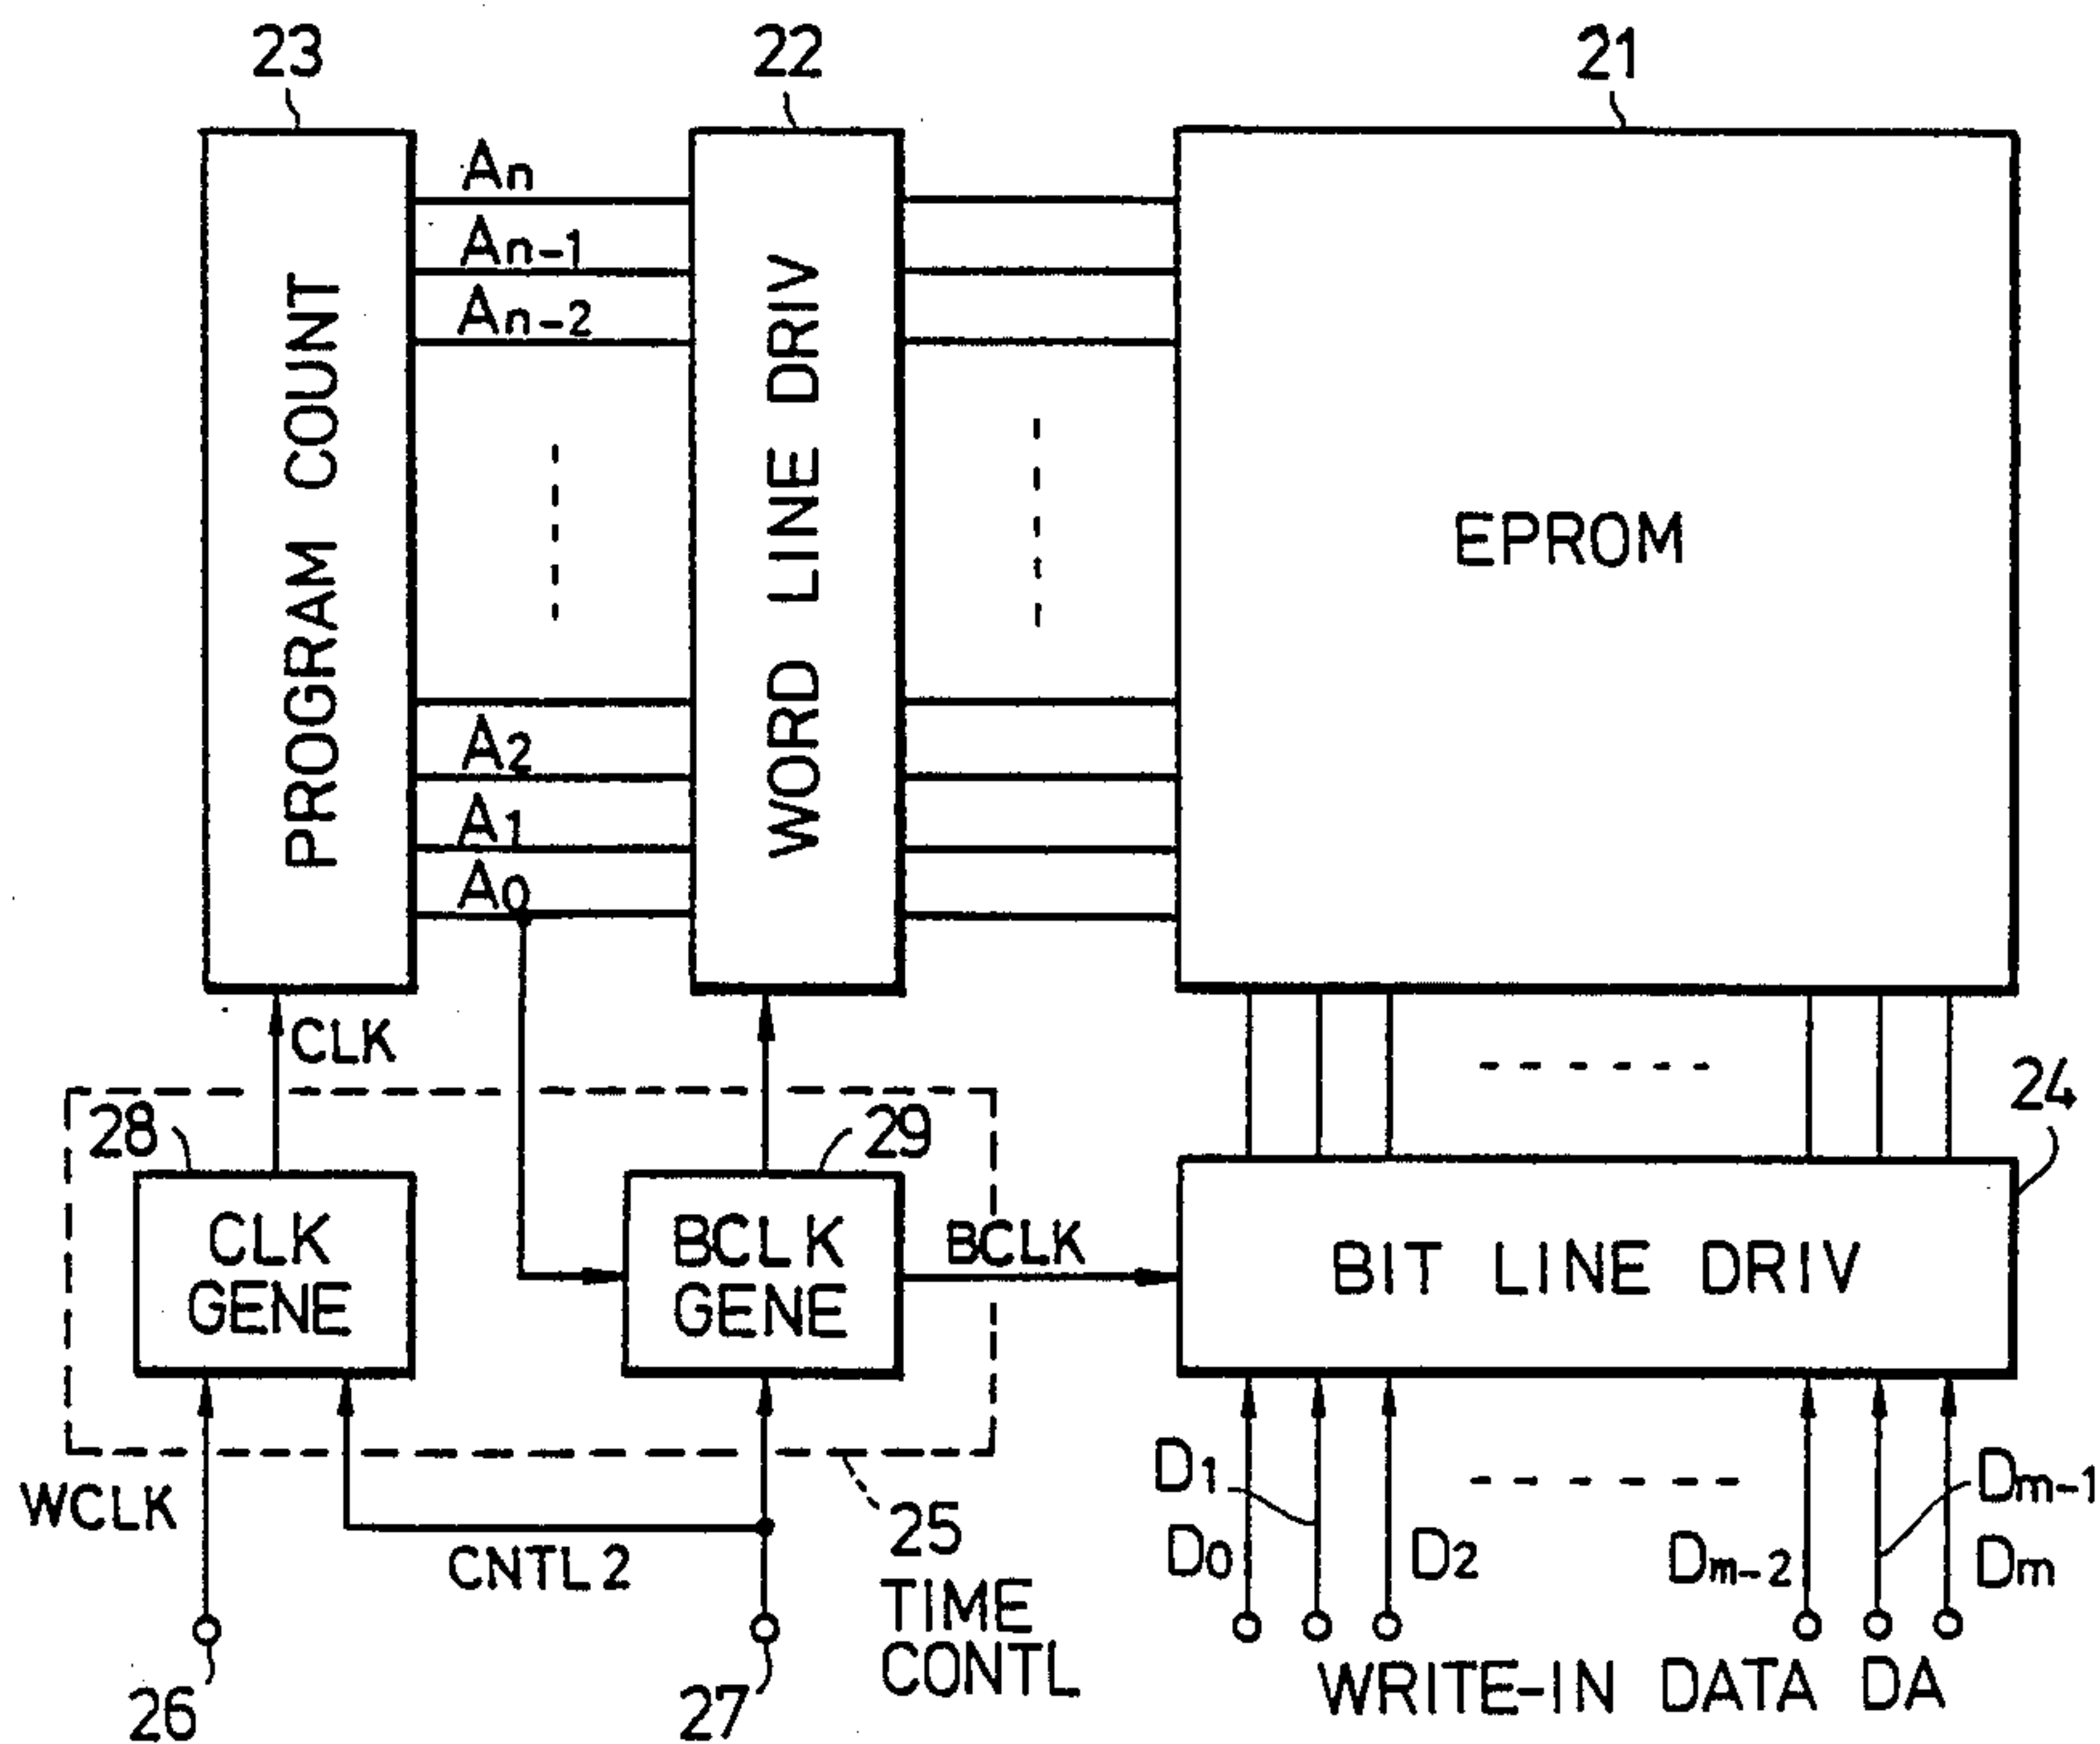 23
22
21
An
An-1
An-2
PROGRAM COUNT
WORD LINE DRIV
EPROM
A2
A1
A0
CLK
28
29
24
CLK
GENE
BCLK
GENE
BCLK
BIT LINE DRIV
WCLK
CNTL2
25
TIME
CONTL
D1
D0
D2
Dm-2
Dm-1
Dm
26
27
WRITE-IN DATA DA